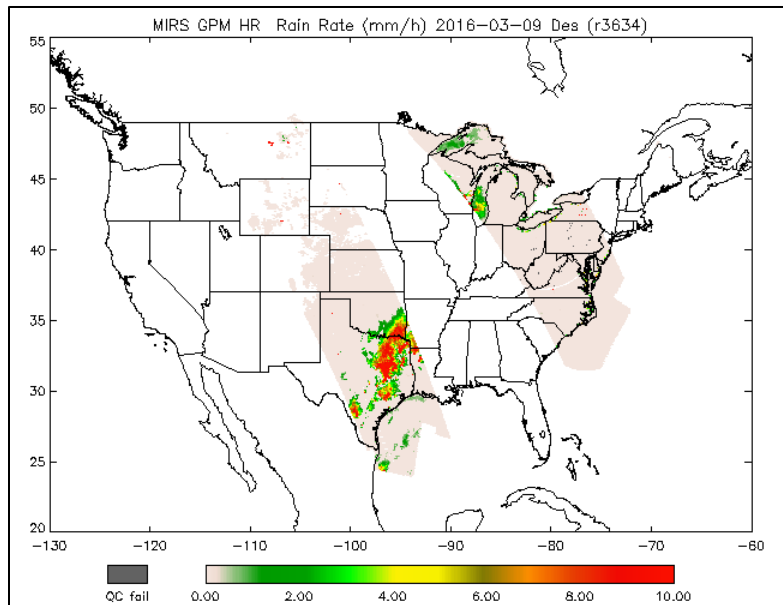 MIRS GPM HR Rain Rate (mm/h) 2016-03-09 Des (r3634)
55
50
45
40
35
30
25
20
-130 -120 -110 -100 -90 -80 -70 -60
QC fail 0.00 2.00 4.00 6.00 8.00 10.00